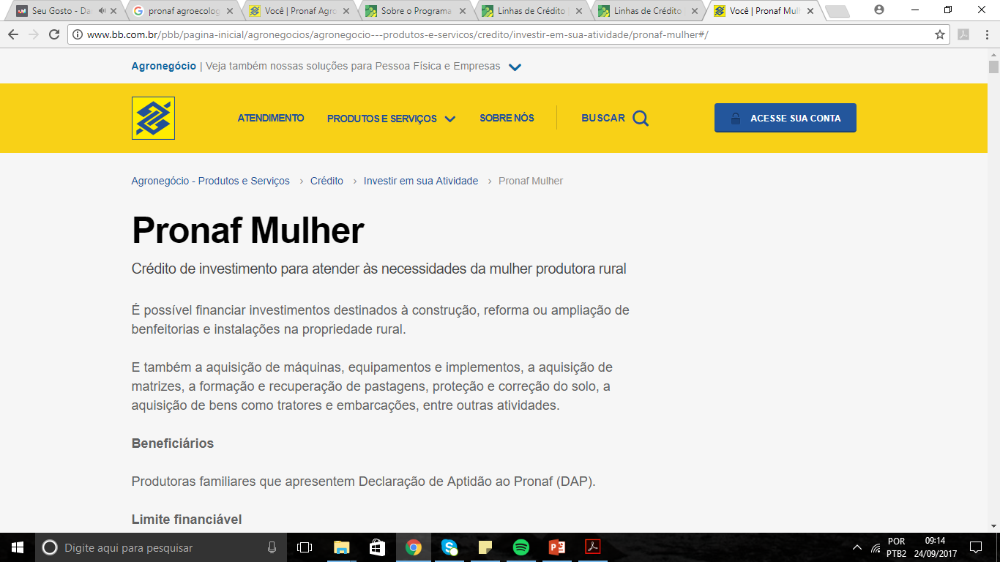 Seu Gosto - Da
pronaf agroecolog
Você | Pronaf Agro
Sobre o Programa
Linhas de Crédito
Linhas de Crédito
Você | Pronaf Mulh
www.bb.com.br/pbb/pagina-inicial/agronegocios/agronegocio---produtos-e-servicos/credito/investir-em-sua-atividade/pronaf-mulher#/
Agronegócio | Veja também nossas soluções para Pessoa Física e Empresas
ATENDIMENTO PRODUTOS E SERVIÇOS SOBRE NÓS BUSCAR ACESSE SUA CONTA
Agronegócio - Produtos e Serviços › Crédito › Investir em sua Atividade › Pronaf Mulher
Pronaf Mulher
Crédito de investimento para atender às necessidades da mulher produtora rural
É possível financiar investimentos destinados à construção, reforma ou ampliação de
benfeitorias e instalações na propriedade rural.
E também a aquisição de máquinas, equipamentos e implementos, a aquisição de
matrizes, a formação e recuperação de pastagens, proteção e correção do solo, a
aquisição de bens como tratores e embarcações, entre outras atividades.
Beneficiários
Produtoras familiares que apresentem Declaração de Aptidão ao Pronaf (DAP).
Limite financiável
Digite aqui para pesquisar
POR
PTB2
09:14
24/09/2017